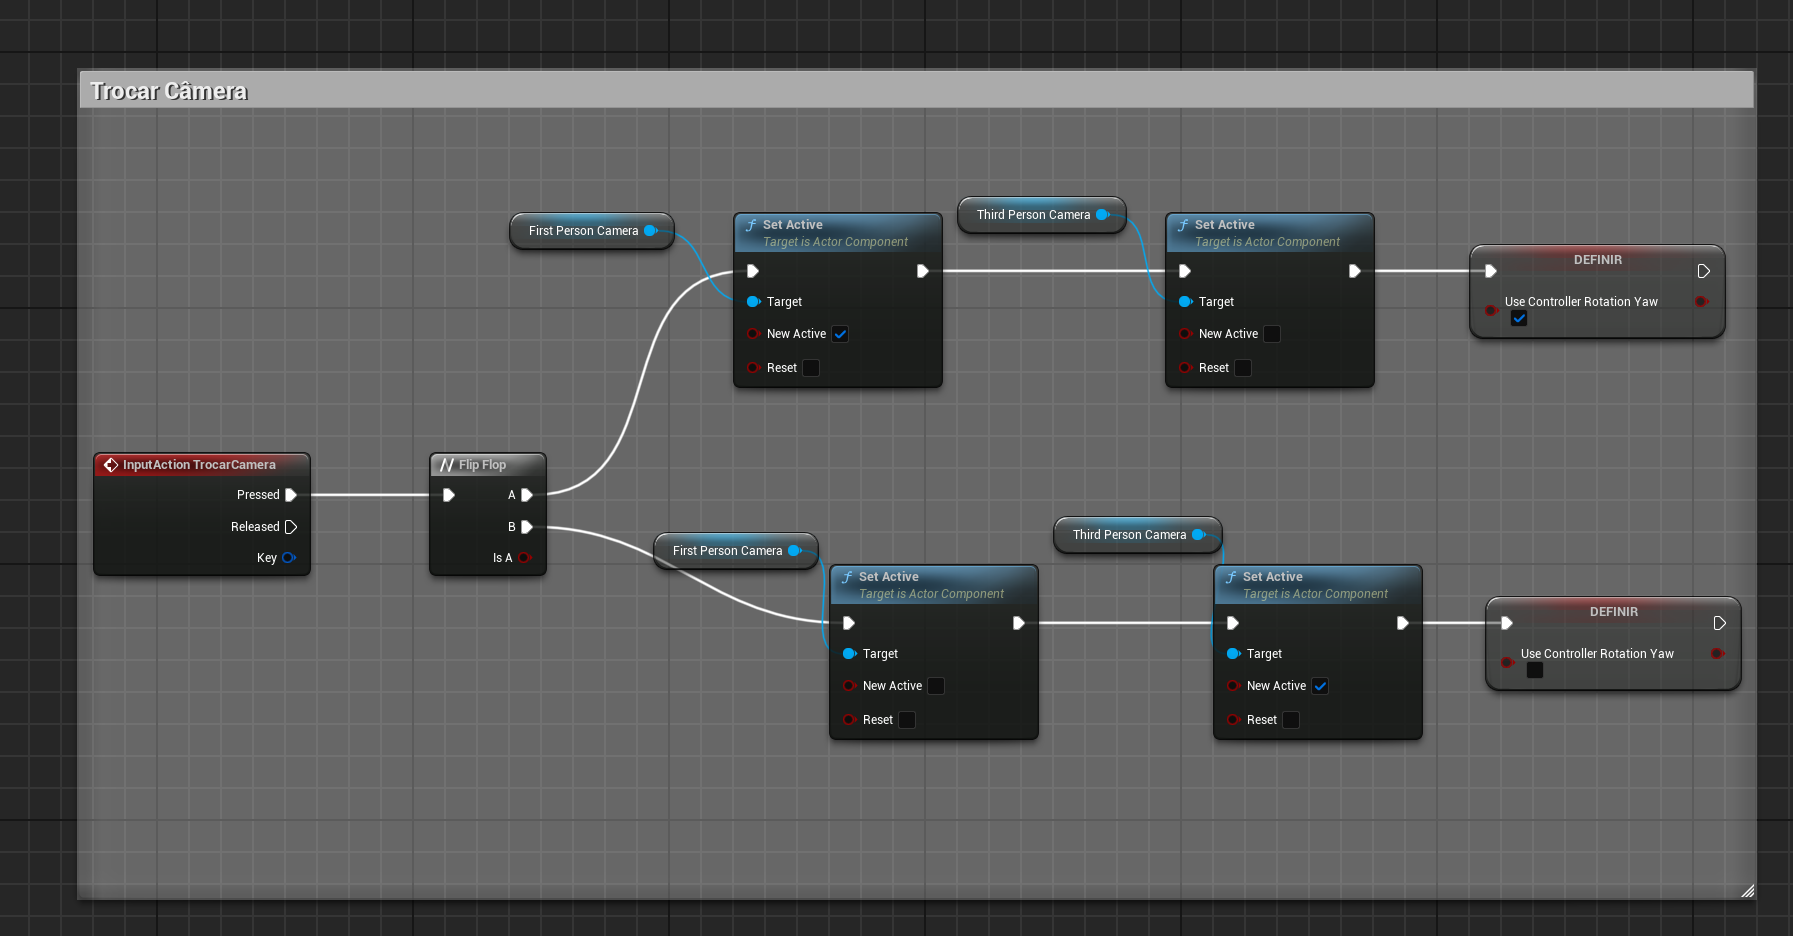 Trocar Câmera
First Person Camera
Set Active
Target is Actor Component
Target
New Active
Reset
Third Person Camera
Set Active
Target is Actor Component
Target
New Active
Reset
DEFINIR
Use Controller Rotation Yaw
InputAction TrocarCamera
Pressed
Released
Key
Flip Flop
A
B
Is A
First Person Camera
Set Active
Target is Actor Component
Target
New Active
Reset
Third Person Camera
Set Active
Target is Actor Component
Target
New Active
Reset
DEFINIR
Use Controller Rotation Yaw